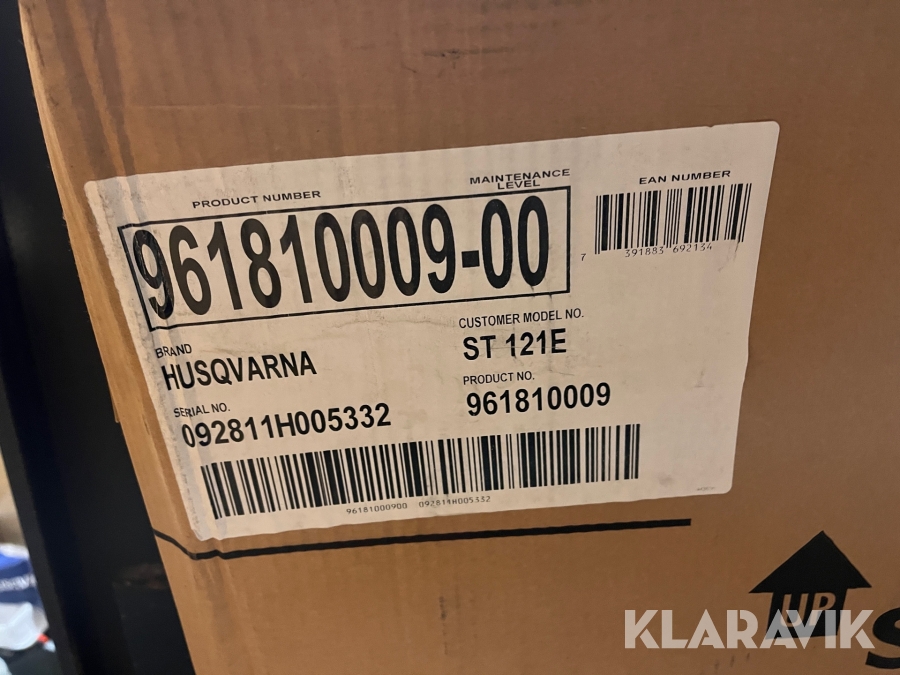 PRODUCT NUMBER
MAINTENANCE
LEVEL
961810009-00
EAN NUMBER
7 391883 692134
BRAND
HUSQVARNA
CUSTOMER MODEL NO.
ST 121E
SERIAL NO.
092811H005332
PRODUCT NO.
961810009
96181000900 092811H005332
UP
KLARAVIK